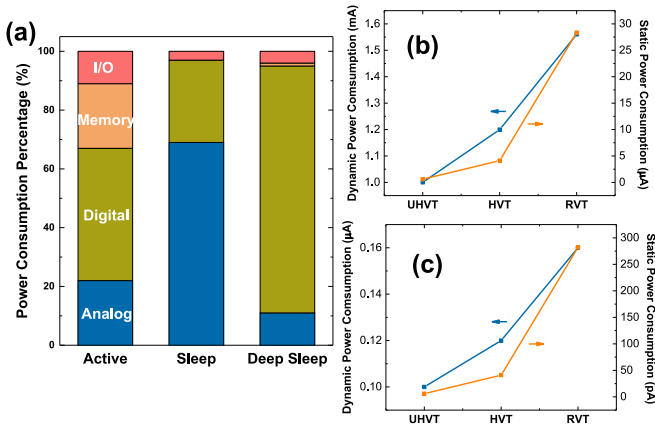 (a)
Power Consumption Percentage (%)
100
80
60
40
20
0
I/O
Memory
Digital
Analog
Active
Sleep
Deep Sleep
(b)
Dynamic Power Comsumption (mA)
1.6
1.5
1.4
1.3
1.2
1.1
1.0
Static Power Consumption (μA)
30
25
20
15
10
5
0
UHVT
HVT
RVT
(c)
Dynamic Power Comsumption (μA)
0.16
0.14
0.12
0.10
Static Power Consumption (pA)
300
250
200
150
100
50
0
UHVT
HVT
RVT